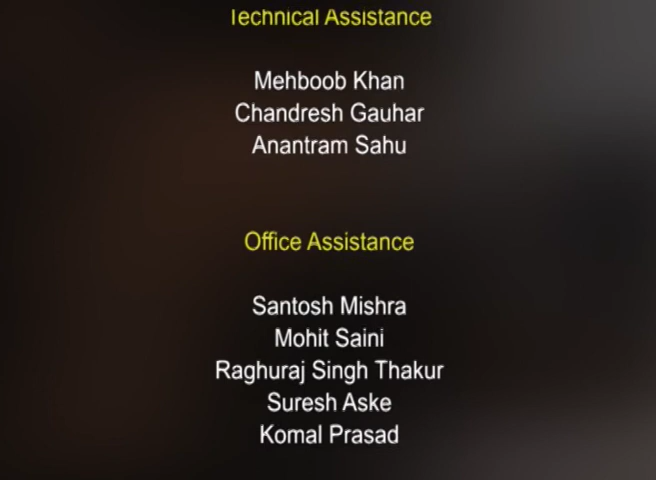 Technical Assistance
Mehboob Khan
Chandresh Gauhar
Anantram Sahu
Office Assistance
Santosh Mishra
Mohit Saini
Raghuraj Singh Thakur
Suresh Aske
Komal Prasad